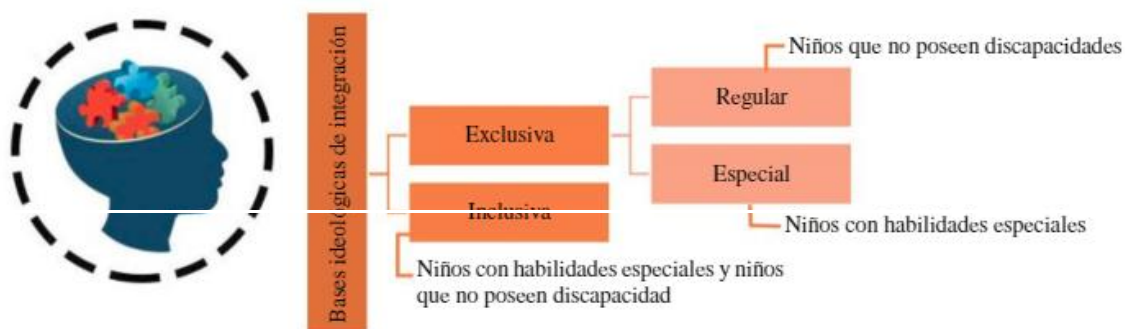 Bases ideológicas de integración
Exclusiva
Inclusiva
Niños con habilidades especiales y niños
que no poseen discapacidad
Niños que no poseen discapacidades
Regular
Especial
Niños con habilidades especiales